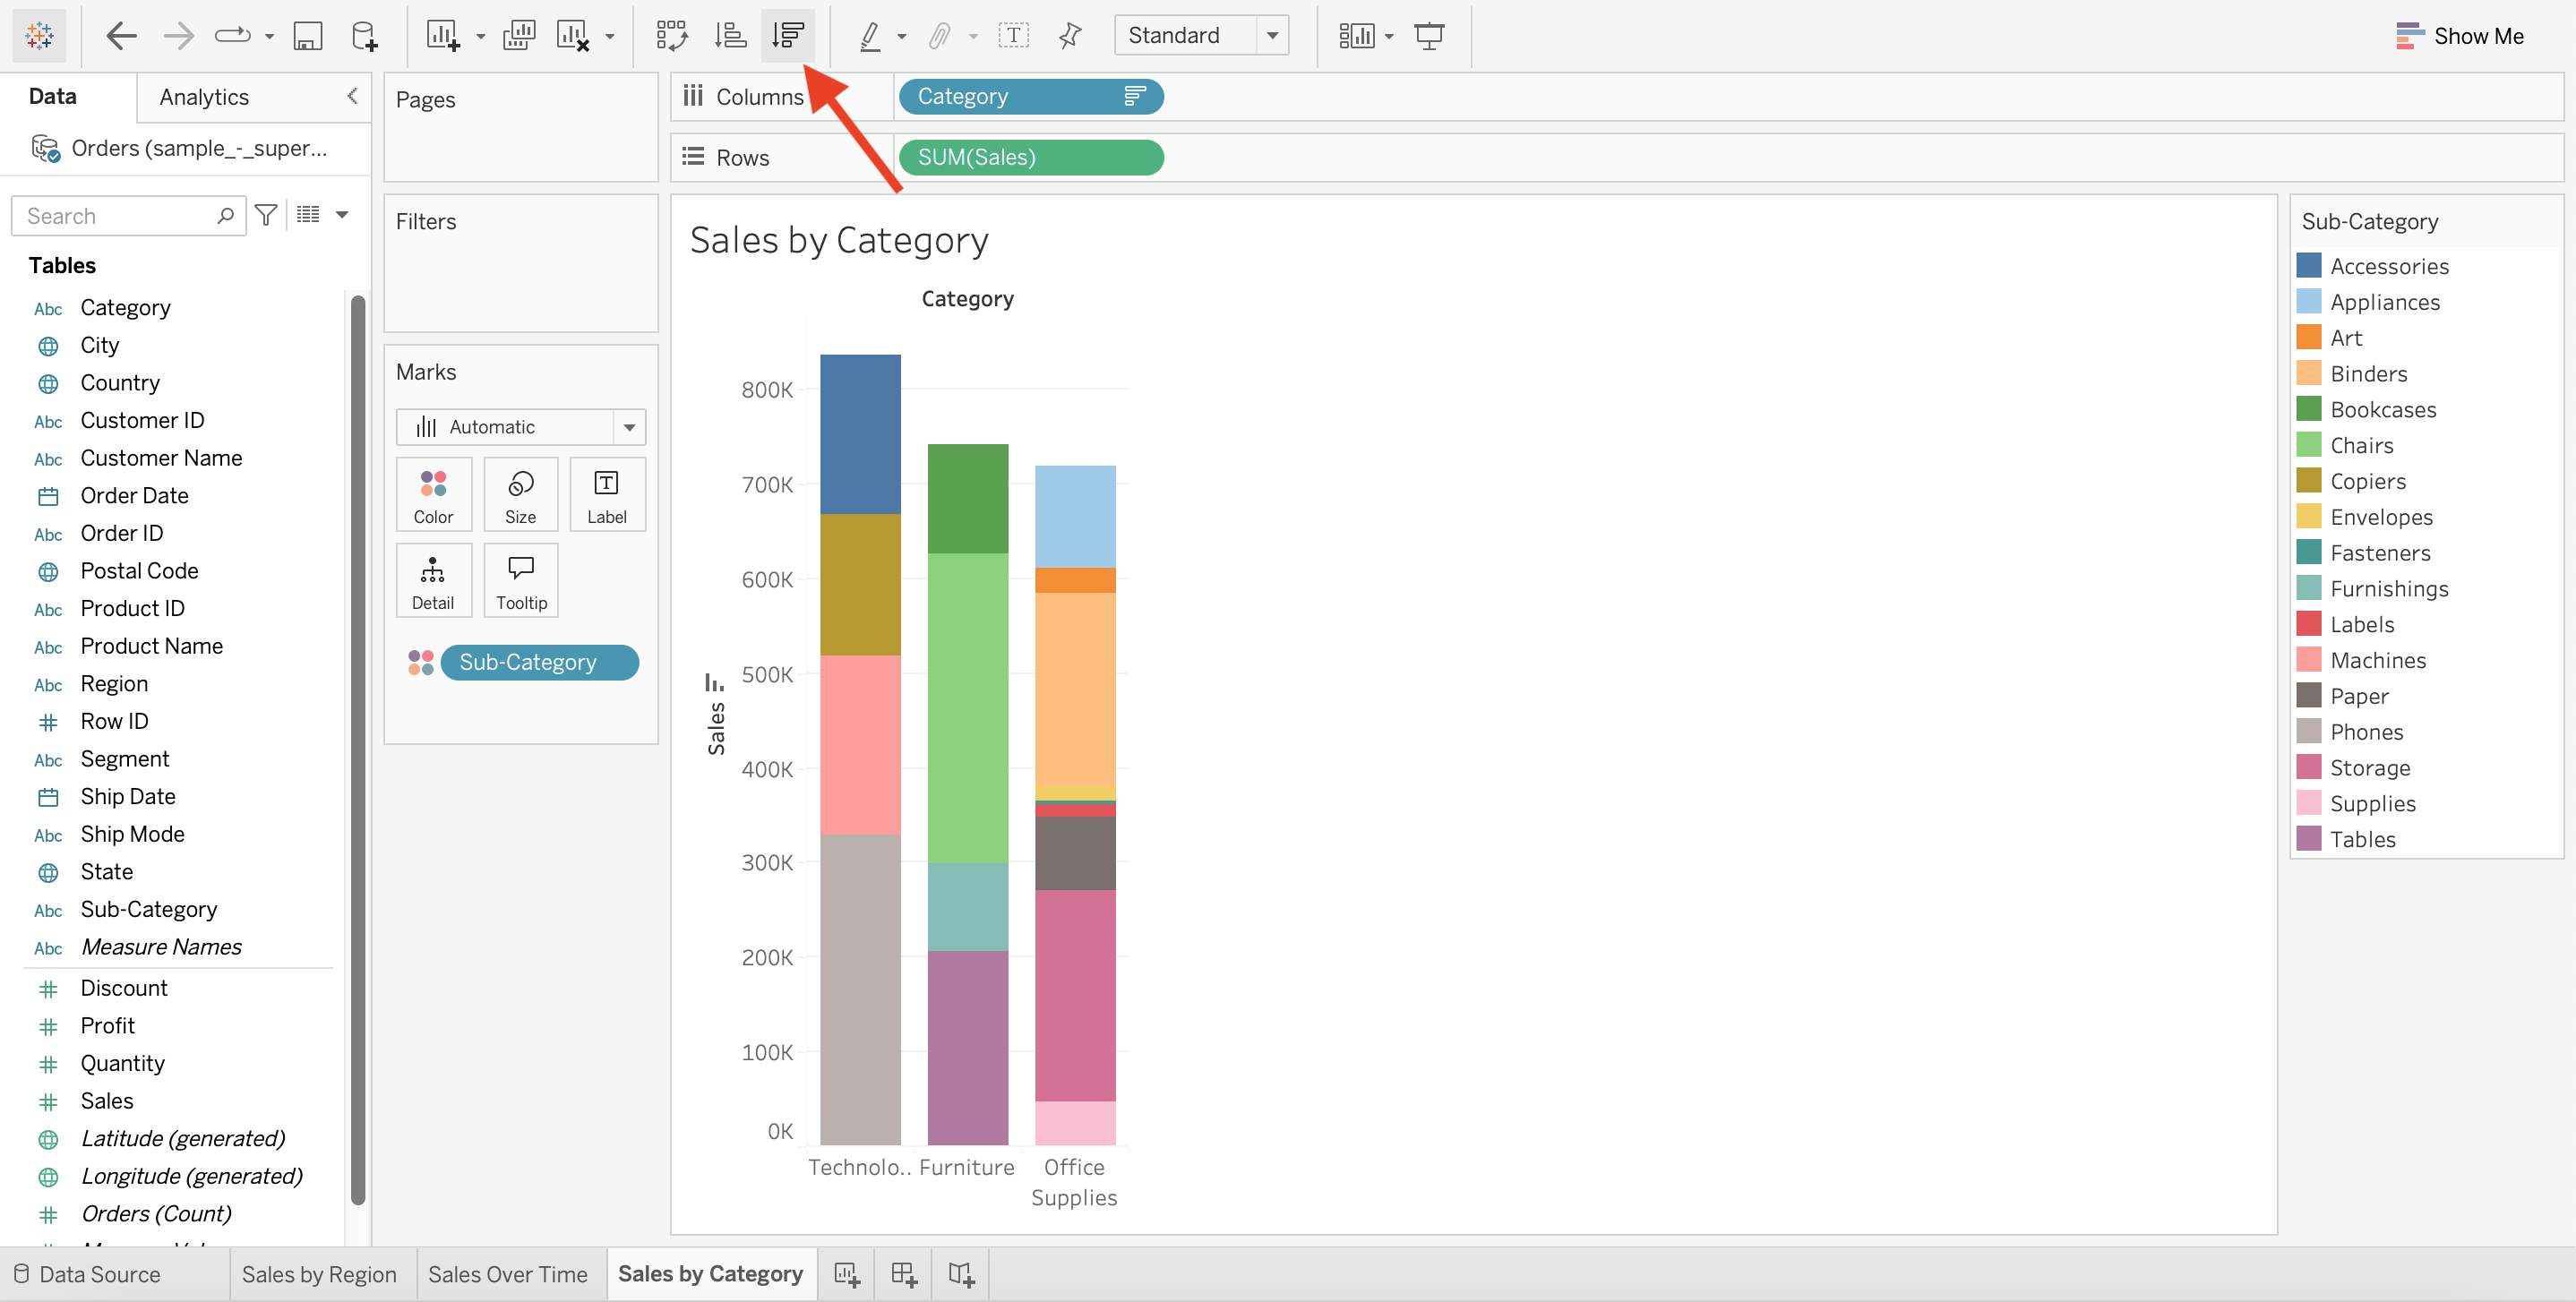 Standard
Show Me
Data
Analytics
Orders (sample_-_super...
Search
Tables
Abc Category
City
Country
Abc Customer ID
Abc Customer Name
Order Date
Abc Order ID
Postal Code
Abc Product ID
Abc Product Name
Abc Region
# Row ID
Abc Segment
Ship Date
Abc Ship Mode
State
Abc Sub-Category
Abc Measure Names
# Discount
# Profit
# Quantity
# Sales
Latitude (generated)
Longitude (generated)
# Orders (Count)
Pages
Filters
Marks
Automatic
Color
Size
Label
Detail
Tooltip
Sub-Category
Columns
Category
Rows
SUM(Sales)
Sales by Category
Category
800K
700K
600K
500K
400K
300K
200K
100K
0K
Sales
Technolo..
Furniture
Office
Supplies
Sub-Category
Accessories
Appliances
Art
Binders
Bookcases
Chairs
Copiers
Envelopes
Fasteners
Furnishings
Labels
Machines
Paper
Phones
Storage
Supplies
Tables
Data Source
Sales by Region
Sales Over Time
Sales by Category